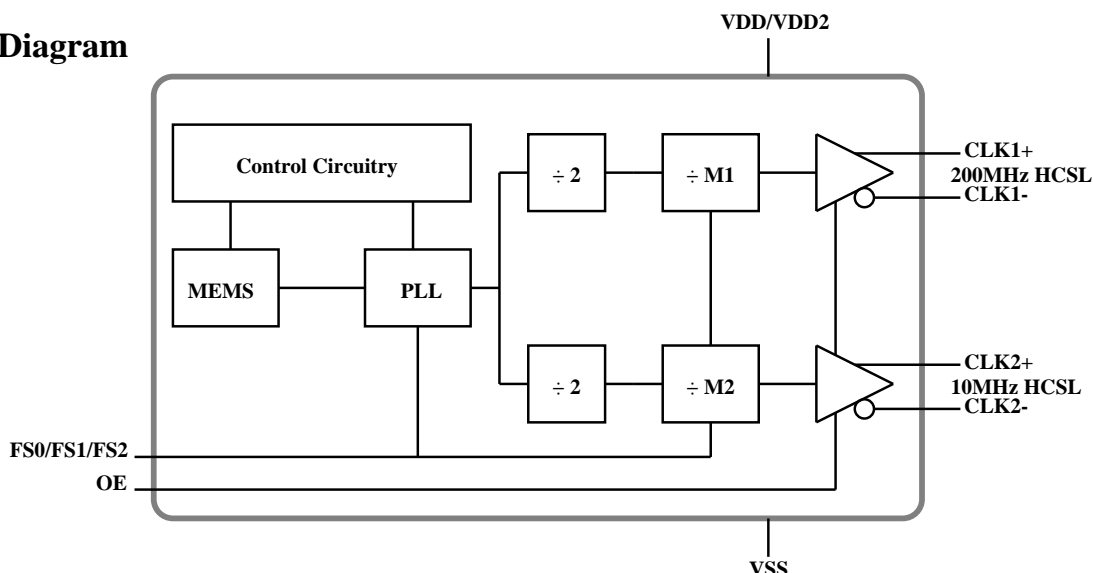 VDD/VDD2
Diagram
Control Circuitry
÷ 2
÷ M1
CLK1+
200MHz HCSL
CLK1-
MEMS
PLL
÷ 2
÷ M2
CLK2+
10MHz HCSL
CLK2-
FS0/FS1/FS2
OE
VSS